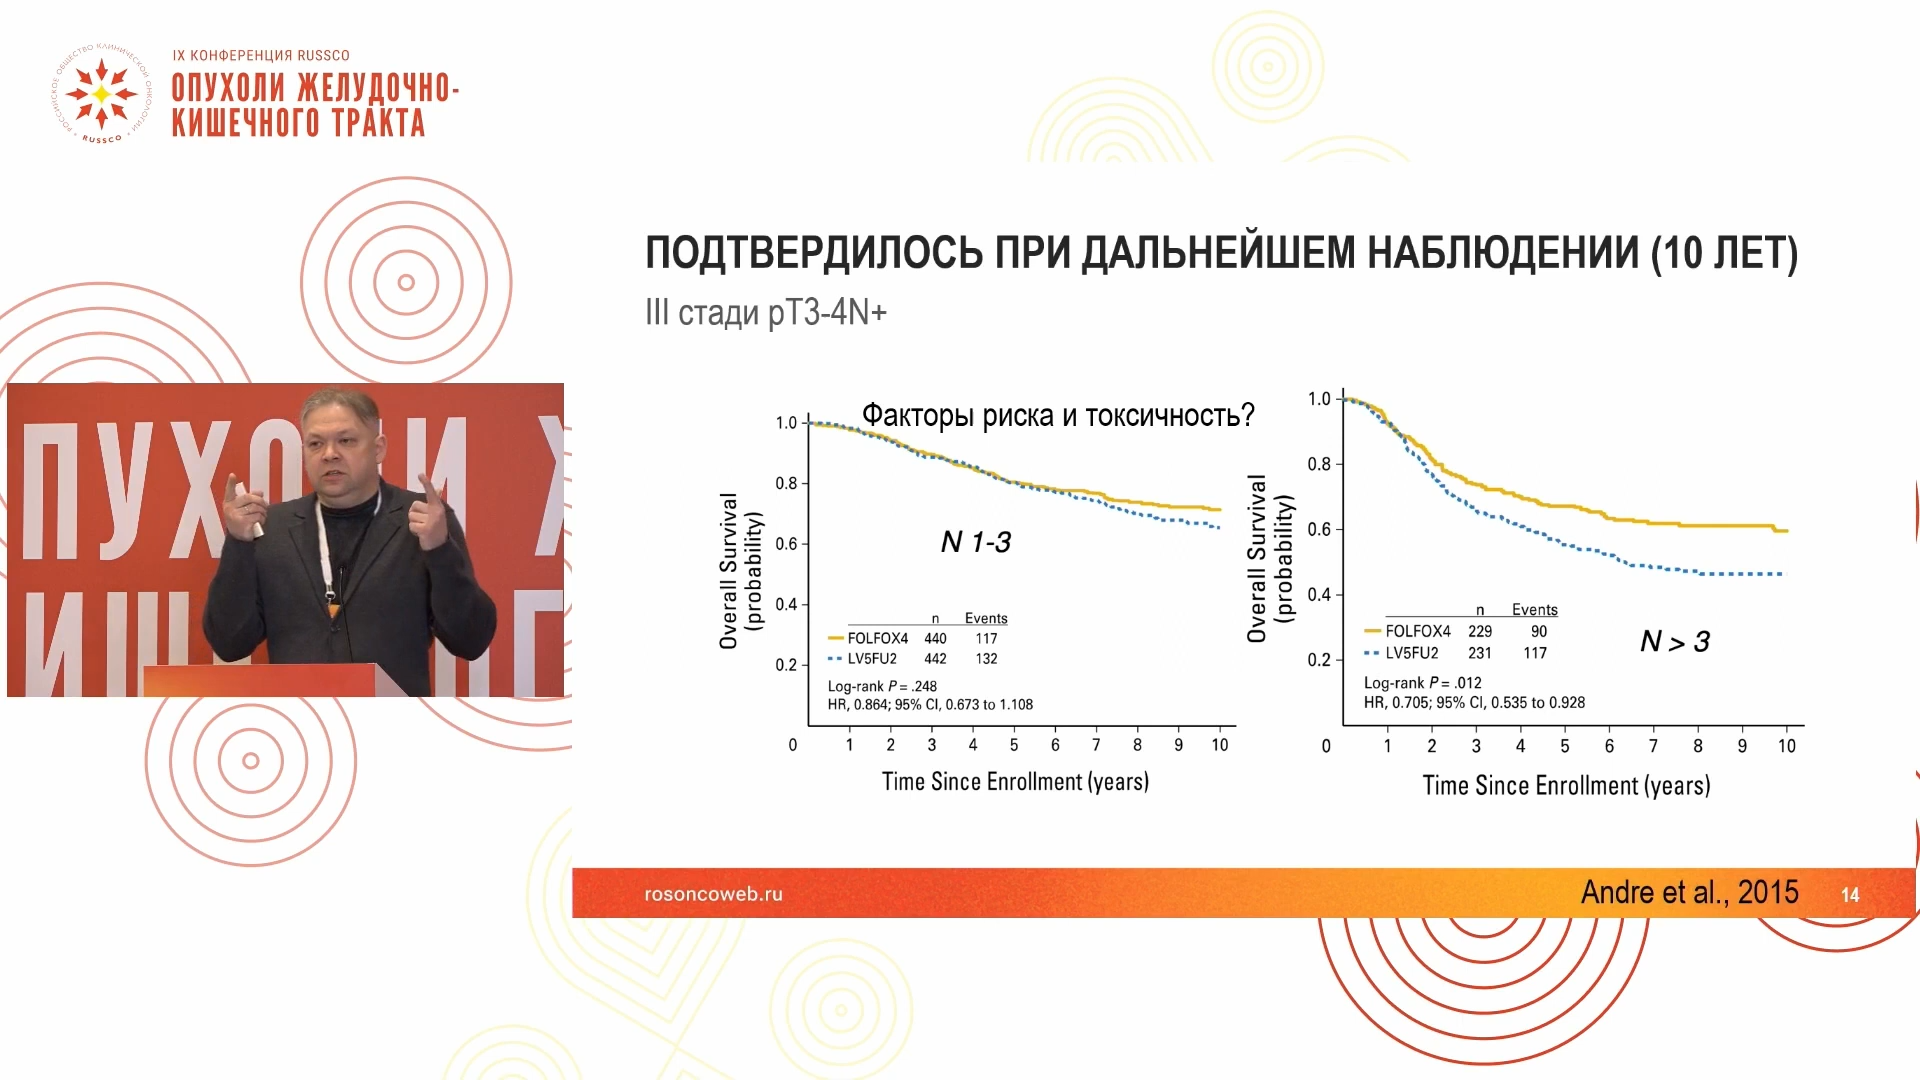 РОССИЙСКОЕ ОБЩЕСТВО КЛИНИЧЕСКОЙ ОНКОЛОГИИ
RUSSCO
IX КОНФЕРЕНЦИЯ RUSSCO
ОПУХОЛИ ЖЕЛУДОЧНО-
КИШЕЧНОГО ТРАКТА
ПОДТВЕРДИЛОСЬ ПРИ ДАЛЬНЕЙШЕМ НАБЛЮДЕНИИ (10 ЛЕТ)
III стади pT3-4N+
Факторы риска и токсичность?
Overall Survival
(probability)
1.0
0.8
0.6
0.4
0.2
N 1-3
n Events
FOLFOX4 440 117
LV5FU2 442 132
Log-rank P = .248
HR, 0.864; 95% CI, 0.673 to 1.108
0 1 2 3 4 5 6 7 8 9 10
Time Since Enrollment (years)
Overall Survival
(probability)
1.0
0.8
0.6
0.4
0.2
n Events
FOLFOX4 229 90
LV5FU2 231 117
N > 3
Log-rank P = .012
HR, 0.705; 95% CI, 0.535 to 0.928
0 1 2 3 4 5 6 7 8 9 10
Time Since Enrollment (years)
ПУХОЛИ Ж
rosoncoweb.ru
Andre et al., 2015
14